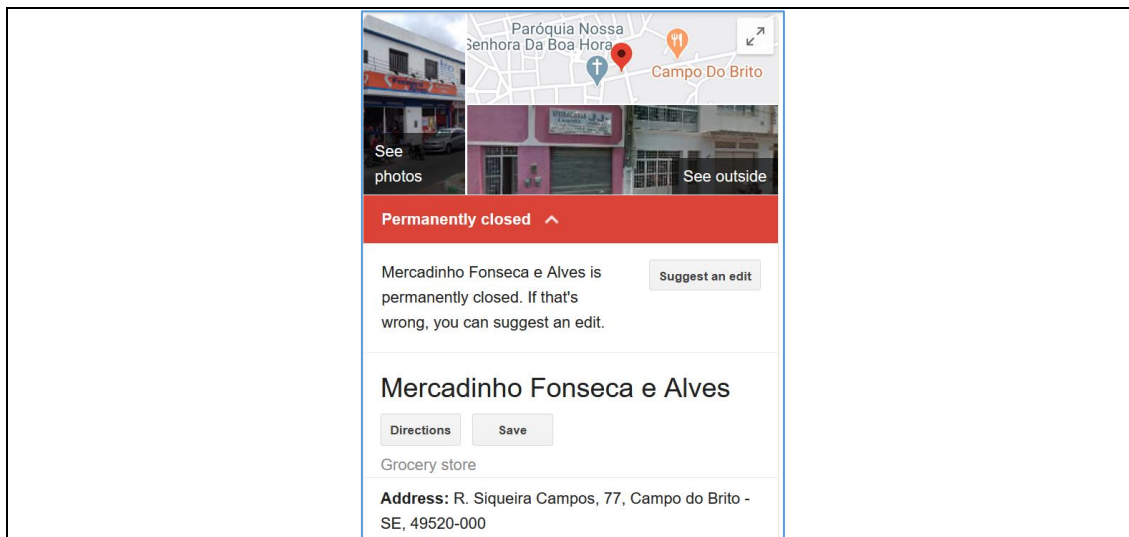 Paróquia Nossa
Senhora Da Boa Hora
Campo Do Brito
See
photos
See outside
Permanently closed
Mercadinho Fonseca e Alves is
permanently closed. If that's
wrong, you can suggest an edit.
Suggest an edit
Mercadinho Fonseca e Alves
Directions
Save
Grocery store
Address: R. Siqueira Campos, 77, Campo do Brito -
SE, 49520-000